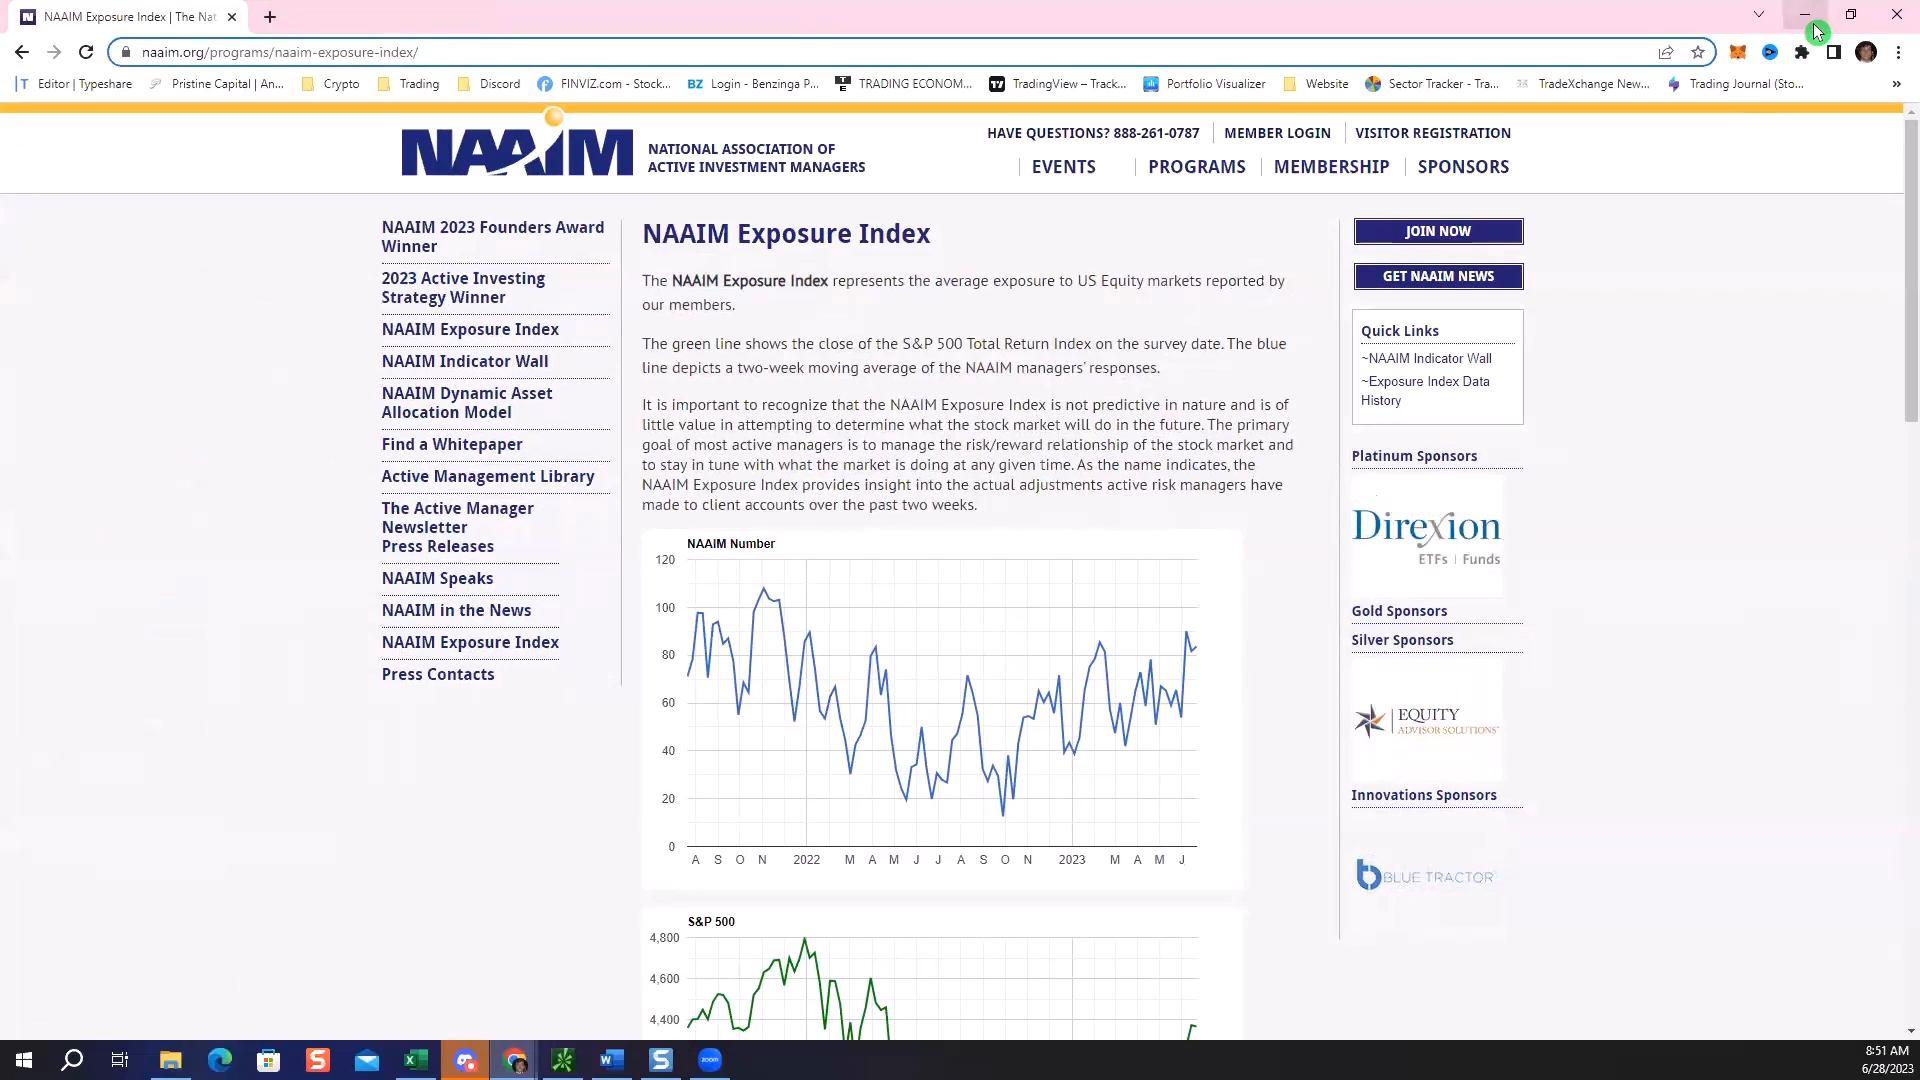 NAAIM Exposure Index | The Nat
naaim.org/programs/naaim-exposure-index/
Editor | Typeshare
Pristine Capital | An...
Crypto
Trading
Discord
FINVIZ.com - Stock...
BZ
Login - Benzinga P...
TRADING ECONOM...
TradingView – Track...
Portfolio Visualizer
Website
Sector Tracker - Tra...
TradeXchange New...
Trading Journal (Sto...
NAAIM
NATIONAL ASSOCIATION OF
ACTIVE INVESTMENT MANAGERS
HAVE QUESTIONS? 888-261-0787
MEMBER LOGIN
VISITOR REGISTRATION
EVENTS
PROGRAMS
MEMBERSHIP
SPONSORS
NAAIM 2023 Founders Award
Winner
2023 Active Investing
Strategy Winner
NAAIM Exposure Index
NAAIM Indicator Wall
NAAIM Dynamic Asset
Allocation Model
Find a Whitepaper
Active Management Library
The Active Manager
Newsletter
Press Releases
NAAIM Speaks
NAAIM in the News
NAAIM Exposure Index
Press Contacts
NAAIM Exposure Index
The NAAIM Exposure Index represents the average exposure to US Equity markets reported by
our members.
The green line shows the close of the S&P 500 Total Return Index on the survey date. The blue
line depicts a two-week moving average of the NAAIM managers’ responses.
It is important to recognize that the NAAIM Exposure Index is not predictive in nature and is of
little value in attempting to determine what the stock market will do in the future. The primary
goal of most active managers is to manage the risk/reward relationship of the stock market and
to stay in tune with what the market is doing at any given time. As the name indicates, the
NAAIM Exposure Index provides insight into the actual adjustments active risk managers have
made to client accounts over the past two weeks.
NAAIM Number
120
100
80
60
40
20
0
A S O N 2022 M A M J J A S O N 2023 M A M J
S&P 500
4,800
4,600
4,400
JOIN NOW
GET NAAIM NEWS
Quick Links
~NAAIM Indicator Wall
~Exposure Index Data
History
Platinum Sponsors
Direxion
ETFs | Funds
Gold Sponsors
Silver Sponsors
EQUITY
ADVISOR SOLUTIONS
Innovations Sponsors
BLUE TRACTOR
zoom
8:51 AM
6/28/2023